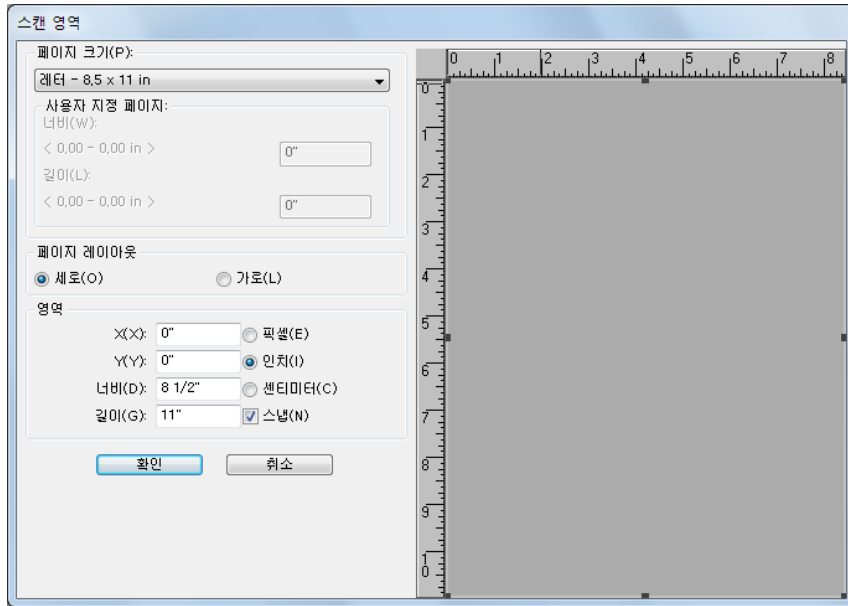 스캔 영역
페이지 크기(P):
레터 - 8,5 x 11 in
사용자 지정 페이지:
너비(W):
< 0,00 - 0,00 in >
0"
길이(L):
< 0,00 - 0,00 in >
0"
페이지 레이아웃
세로(O)
가로(L)
영역
X(X): 0" 픽셀(E)
Y(Y): 0" 인치(I)
너비(D): 8 1/2" 센티미터(C)
길이(G): 11" 스냅(N)
확인 취소
0 1 2 3 4 5 6 7 8
0
1
2
3
4
5
6
7
8
9
10